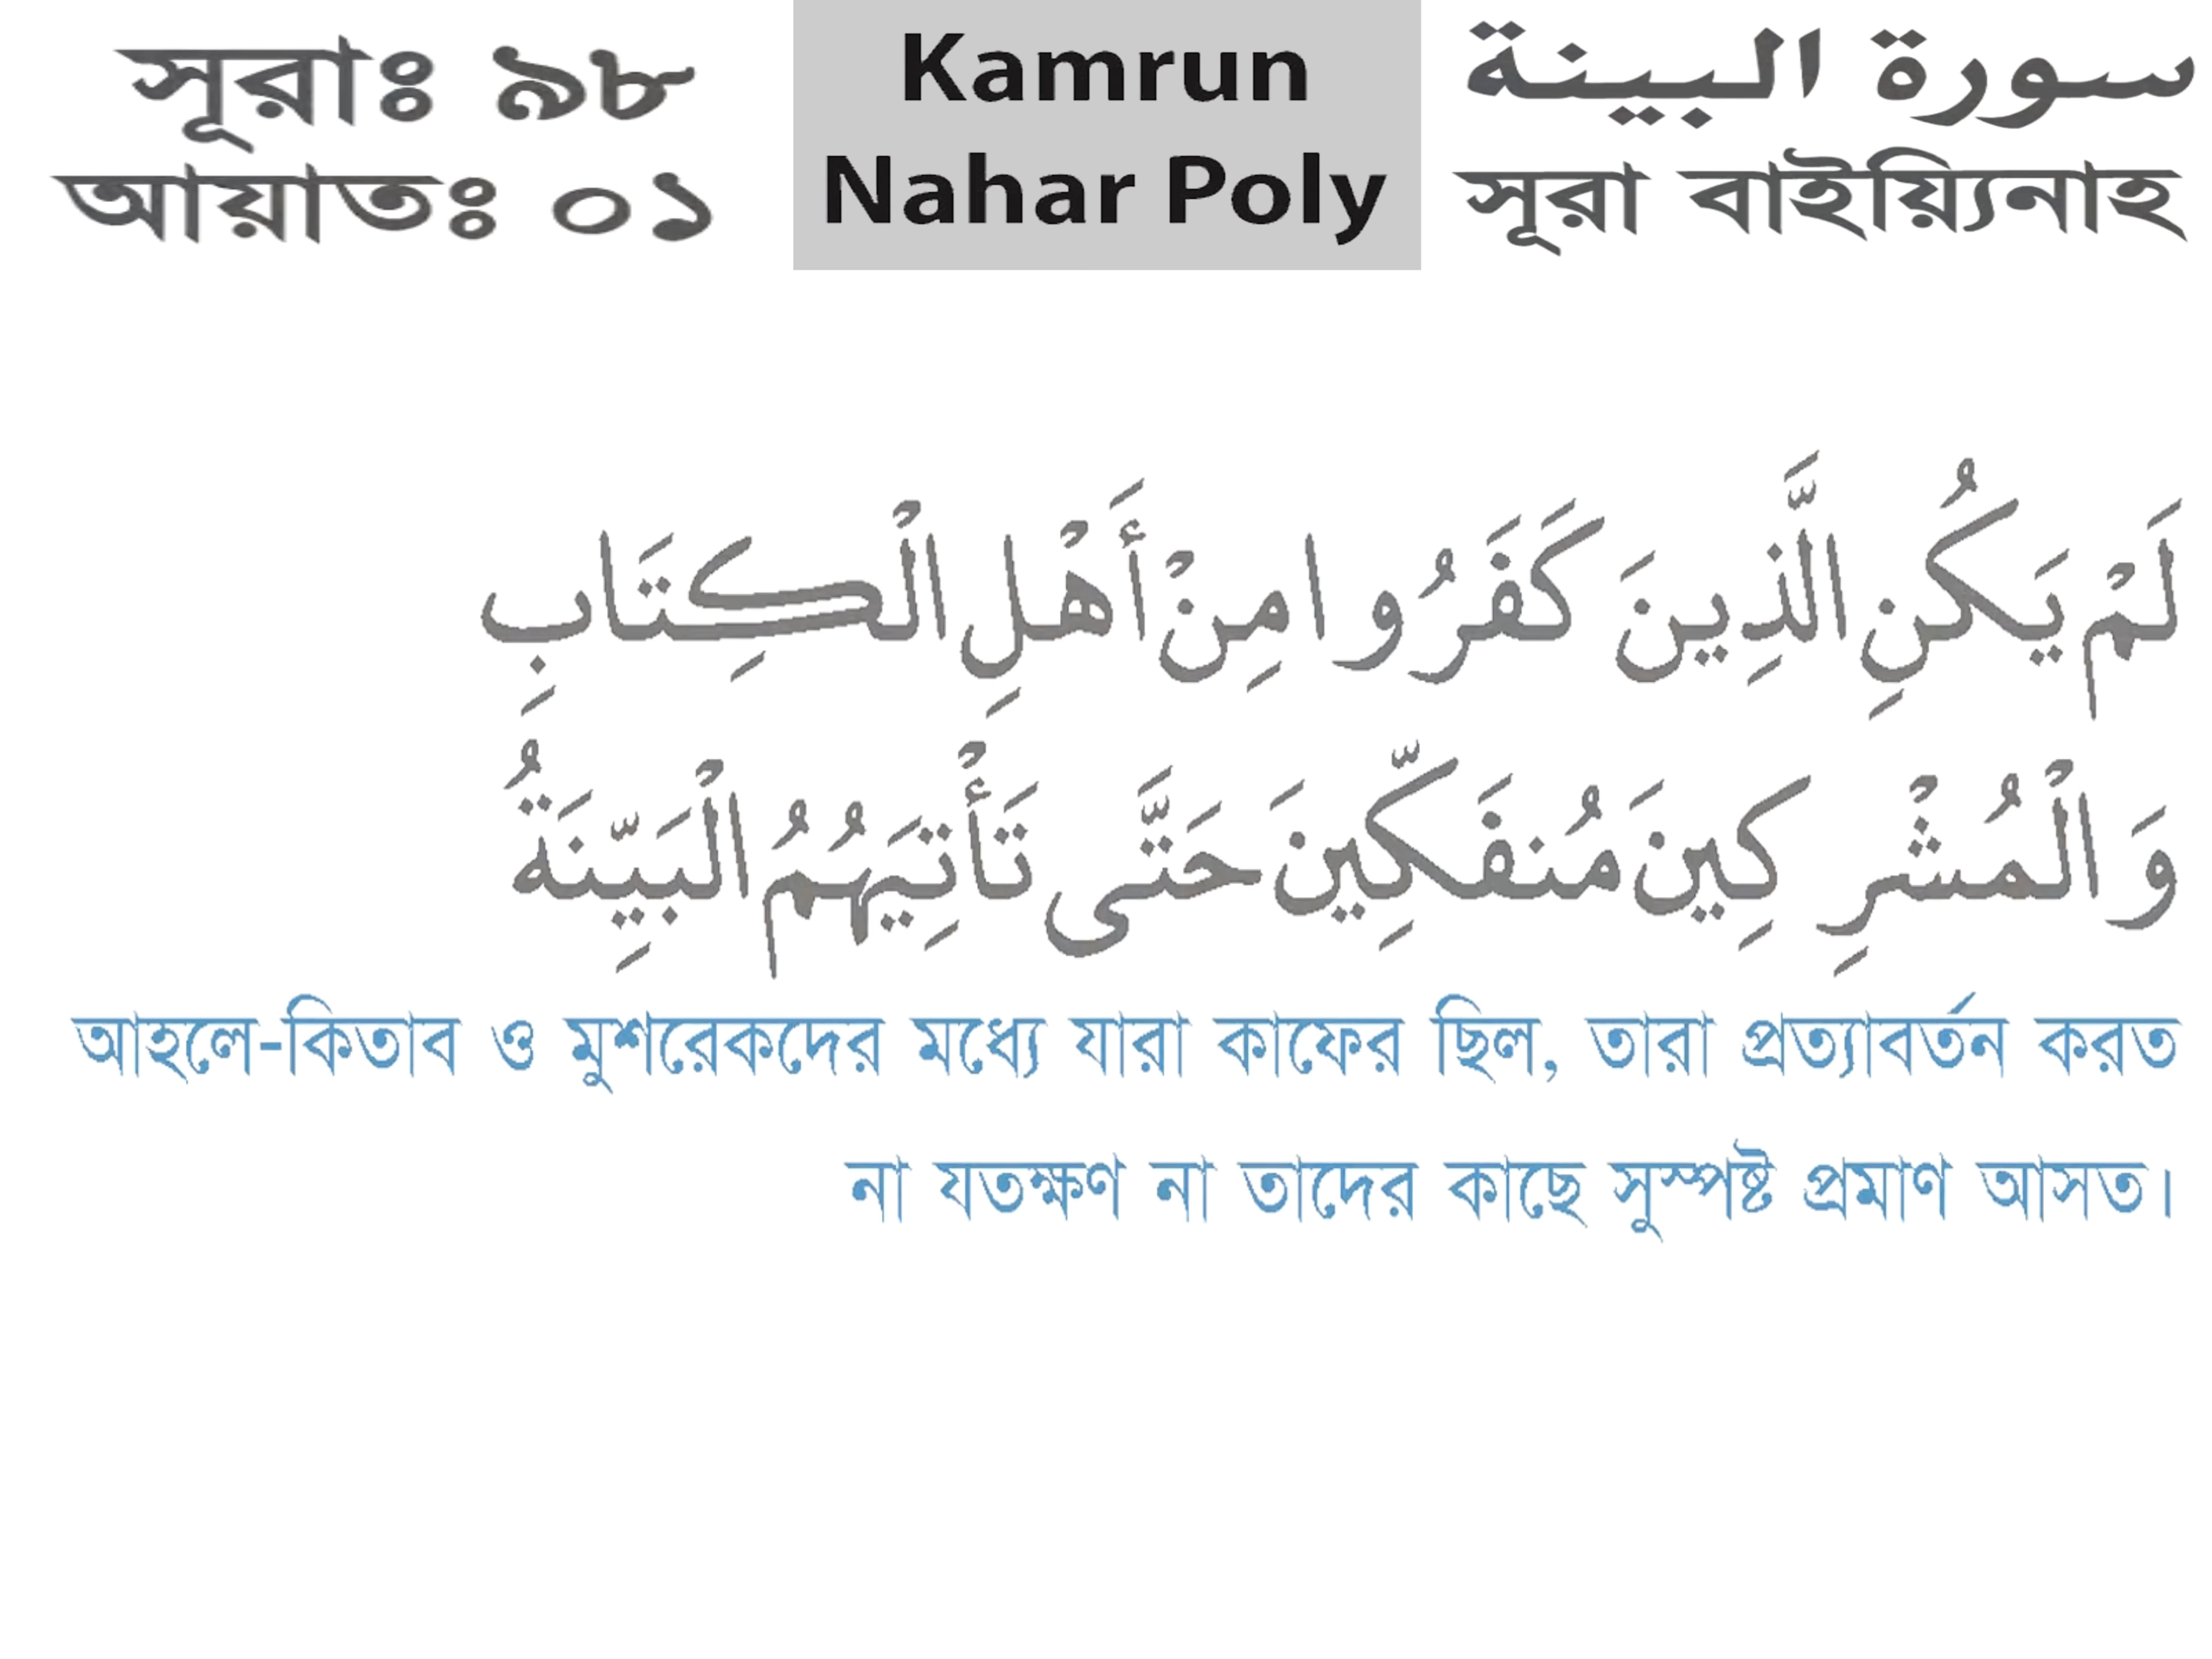 সূরাঃ ৯৮
আয়াতঃ ০১
Kamrun
Nahar Poly
سورة البينة
সূরা বাইয়্যিনাহ
لَمْ يَكُنِ الَّذِينَ كَفَرُوا مِنْ أَهْلِ الْكِتَابِ
وَالْمُشْرِكِينَ مُنفَكِّينَ حَتَّى تَأْتِيَهُمُ الْبَيِّنَةُ
আহলে-কিতাব ও মুশরেকদের মধ্যে যারা কাফের ছিল, তারা প্রত্যাবর্তন করত
না যতক্ষণ না তাদের কাছে সুস্পষ্ট প্রমাণ আসত।